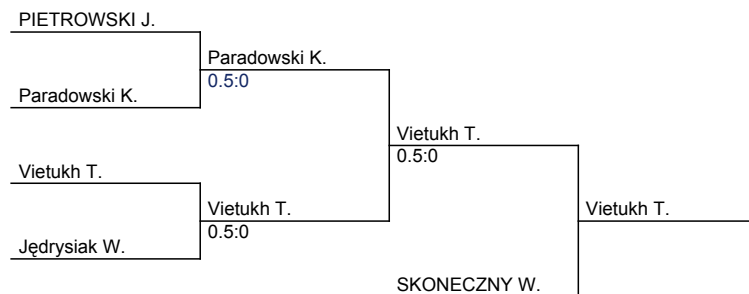 PIETROWSKI J.
Paradowski K.
0.5:0
Paradowski K.
Vietukh T.
0.5:0
Vietukh T.
Vietukh T.
0.5:0
Vietukh T.
Jędrysiak W.
SKONECZNY W.